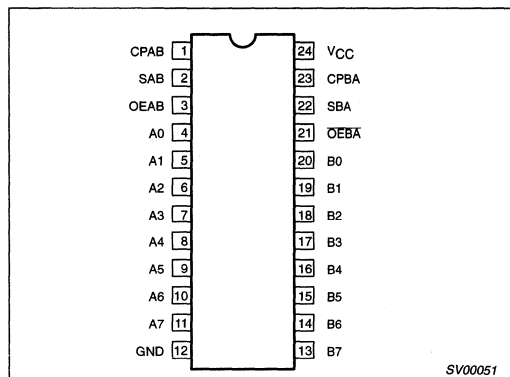 CPAB 1 24 VCC
SAB 2 23 CPBA
OEAB 3 22 SBA
A0 4 21 OEBA
A1 5 20 B0
A2 6 19 B1
A3 7 18 B2
A4 8 17 B3
A5 9 16 B4
A6 10 15 B5
A7 11 14 B6
GND 12 13 B7
SV00051